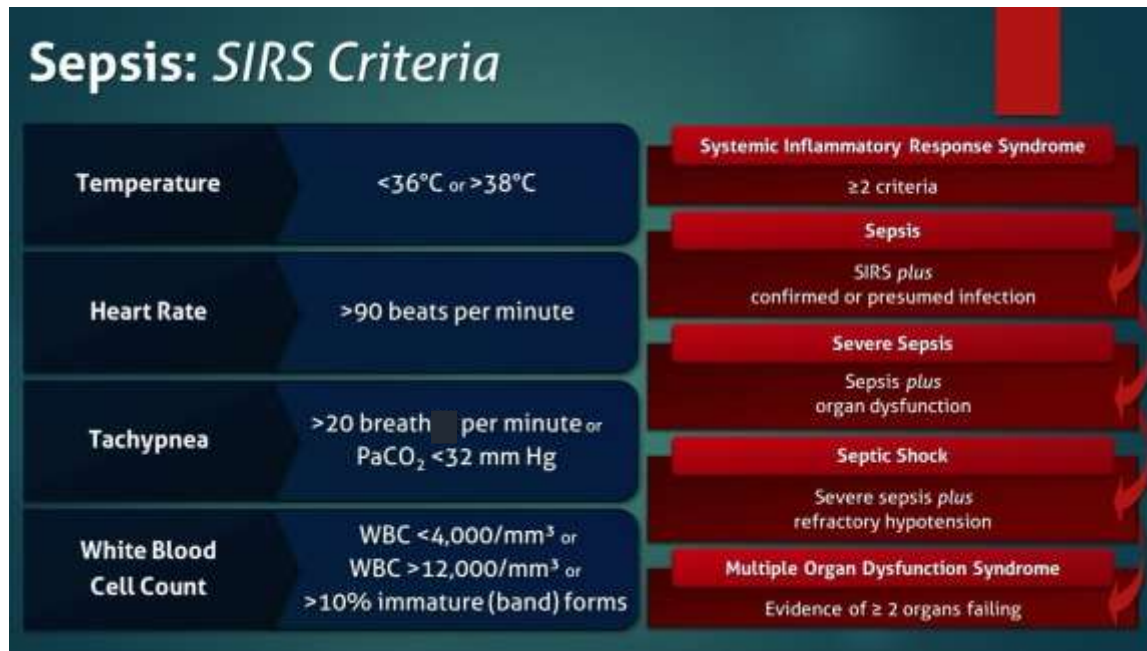 Sepsis: SIRS Criteria
Temperature
<36°C or >38°C
Heart Rate
>90 beats per minute
Tachypnea
>20 breath per minute or
PaCO₂ <32 mm Hg
White Blood
Cell Count
WBC <4,000/mm³ or
WBC >12,000/mm³ or
>10% immature (band) forms
Systemic Inflammatory Response Syndrome
≥2 criteria
Sepsis
SIRS plus
confirmed or presumed infection
Severe Sepsis
Sepsis plus
organ dysfunction
Septic Shock
Severe sepsis plus
refractory hypotension
Multiple Organ Dysfunction Syndrome
Evidence of ≥ 2 organs failing